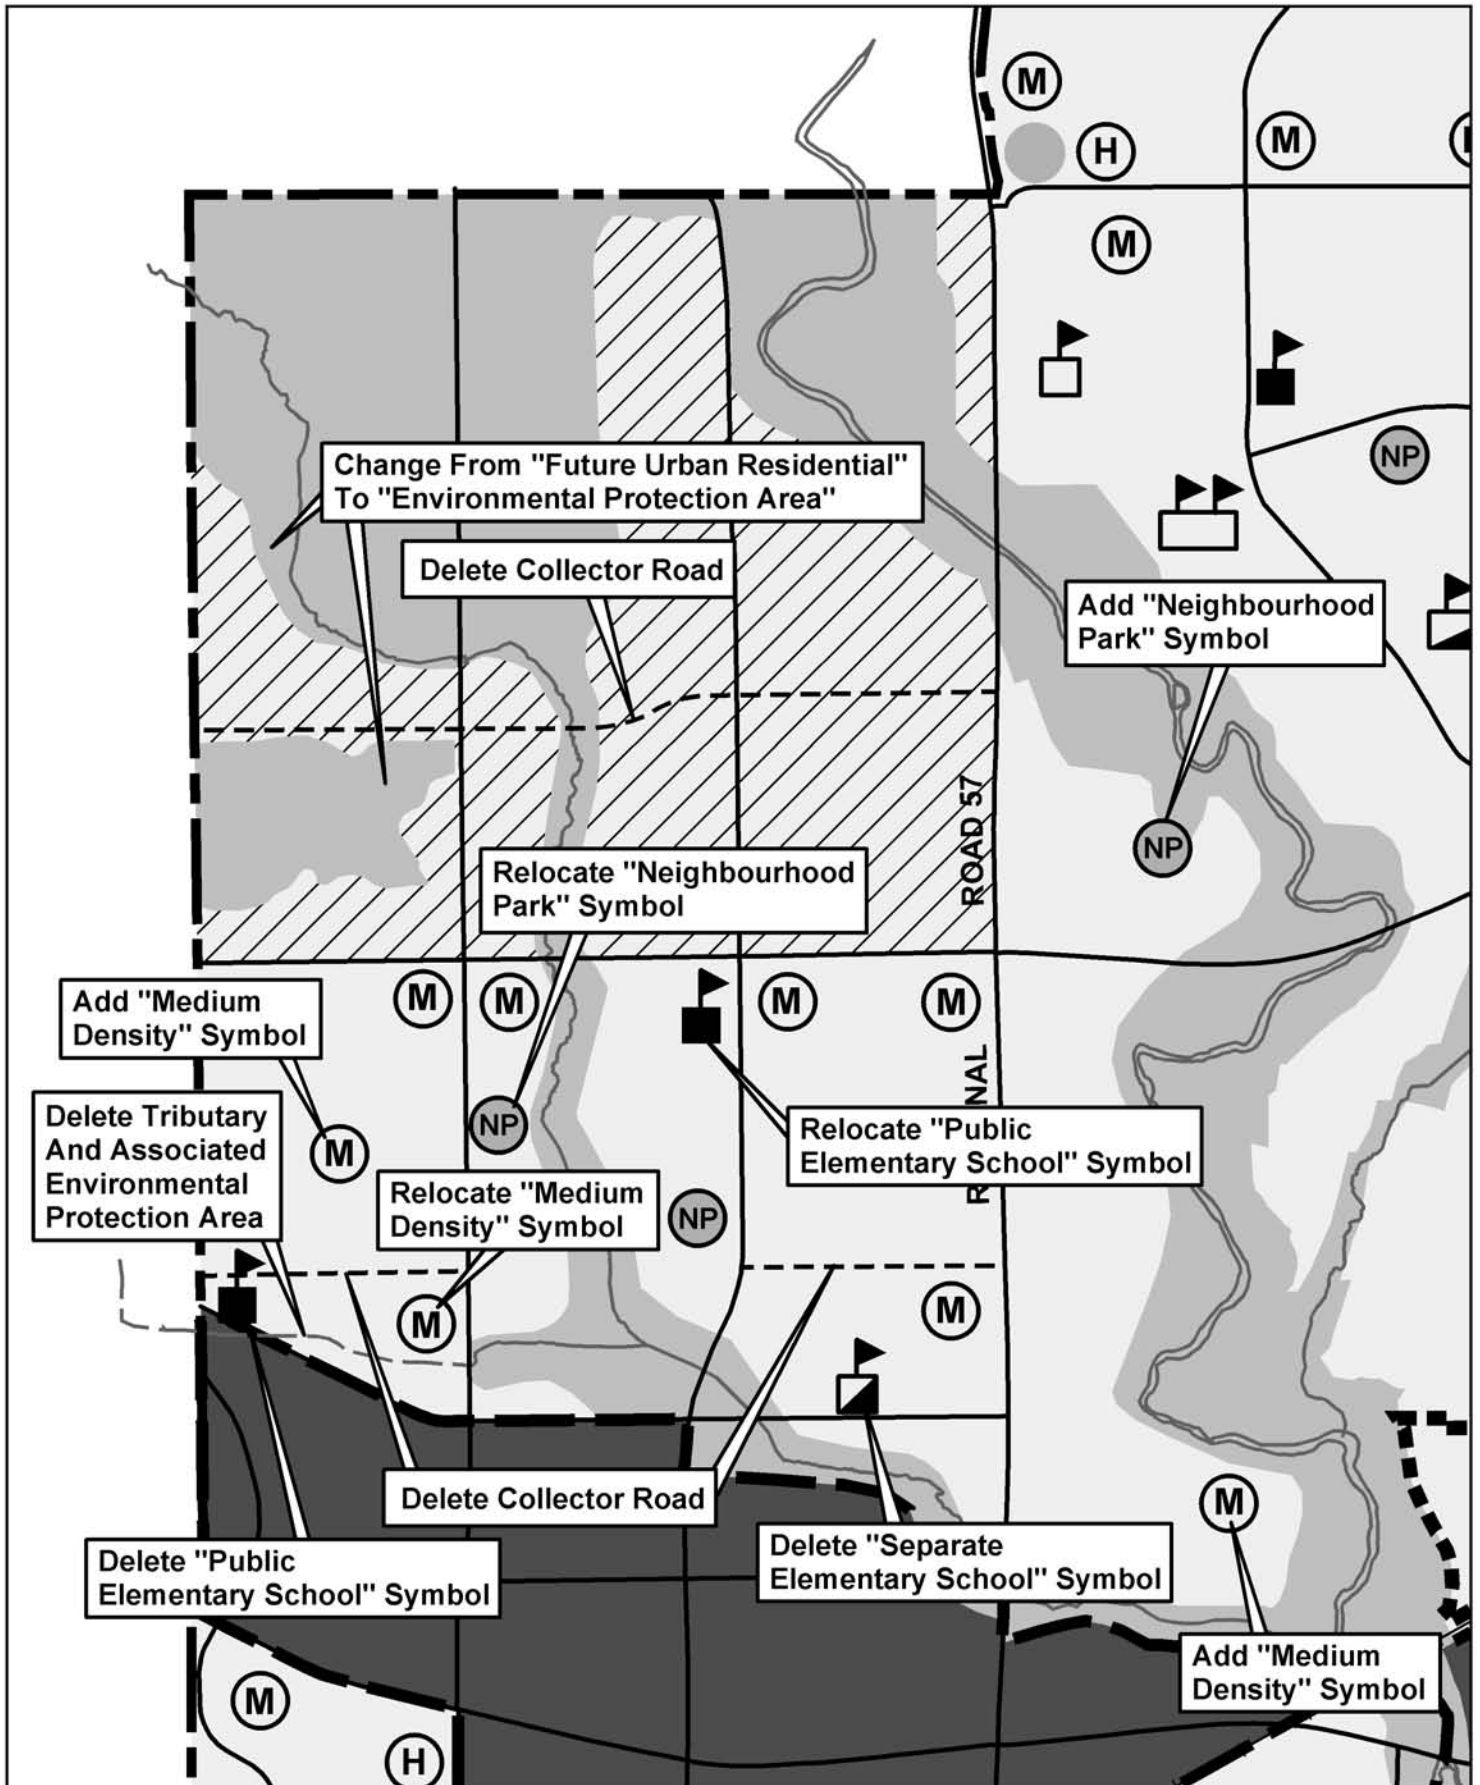 M
H
M
M
NP
Change From "Future Urban Residential"
To "Environmental Protection Area"
Delete Collector Road
Add "Neighbourhood
Park" Symbol
NP
ROAD 57
Relocate "Neighbourhood
Park" Symbol
M
M
M
M
Add "Medium
Density" Symbol
NAL
Delete Tributary
And Associated
Environmental
Protection Area
M
NP
Relocate "Public
Elementary School" Symbol
R
Relocate "Medium
Density" Symbol
NP
M
M
Delete Collector Road
M
Delete "Public
Elementary School" Symbol
Delete "Separate
Elementary School" Symbol
Add "Medium
Density" Symbol
M
H